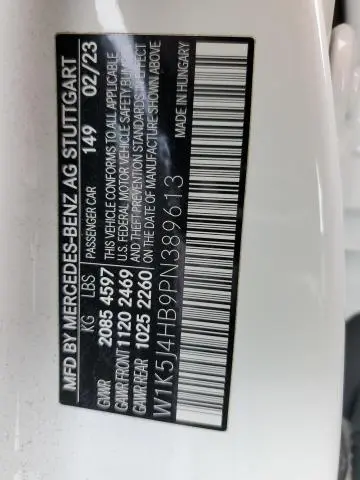 MFD BY MERCEDES-BENZ AG STUTTGART
KG LBS PASSENGER CAR 149 02/23
GVWR 2085 4597 THIS VEHICLE CONFORMS TO ALL APPLICABLE
GAWR FRONT 1120 2469 U.S. FEDERAL MOTOR VEHICLE SAFETY, BUMPER,
GAWR REAR 1025 2260 AND THEFT PREVENTION STANDARDS IN EFFECT
ON THE DATE OF MANUFACTURE SHOWN ABOVE
W1K5J4HB9PN389613 MADE IN HUNGARY